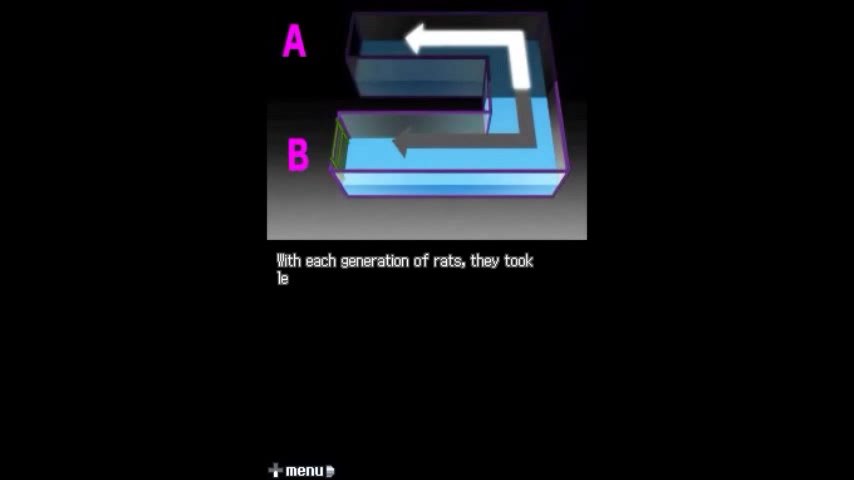 A
B
With each generation of rats, they took
le
menu